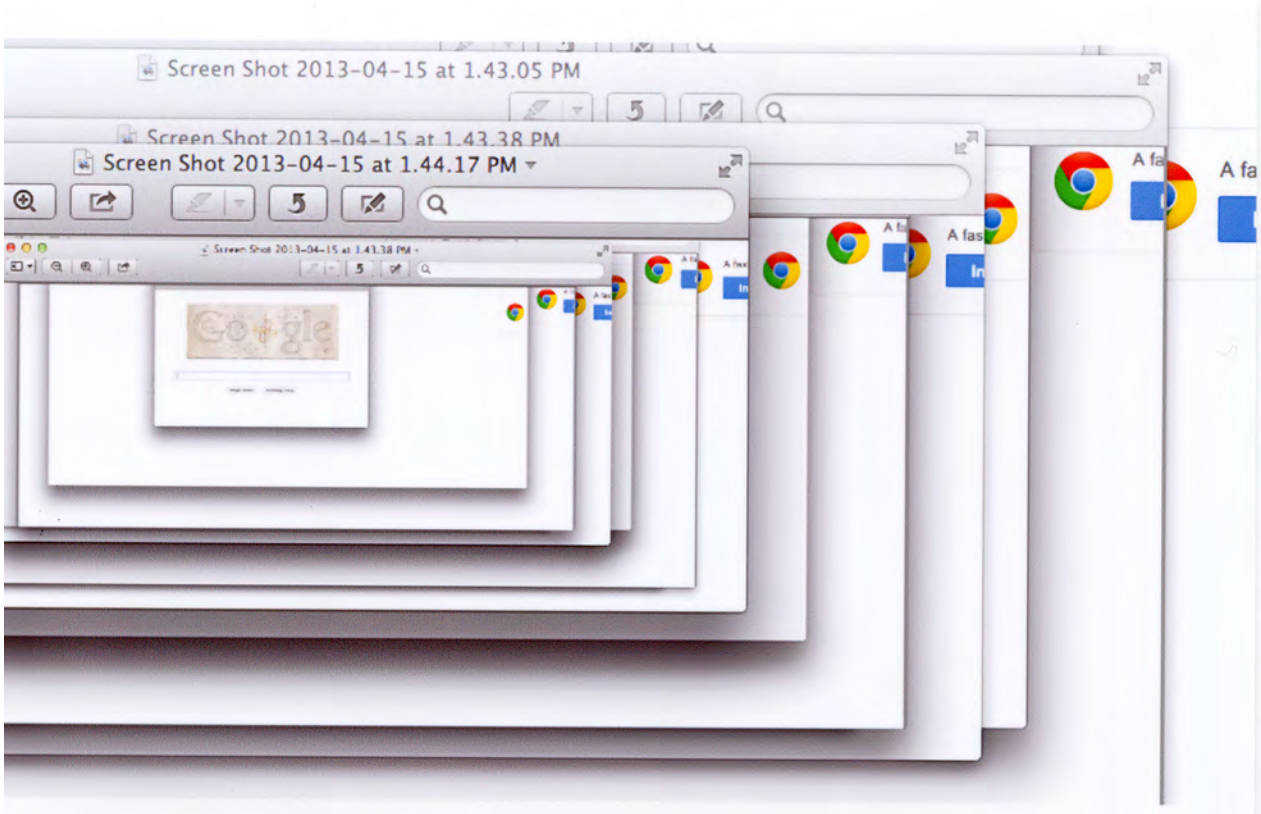 Screen Shot 2013-04-15 at 1.43.05 PM
Screen Shot 2013-04-15 at 1.43.38 PM
Screen Shot 2013-04-15 at 1.44.17 PM
A fa
A fa
A fas
In
Screen Shot 2013-04-15 at 1.43.38 PM
In
Google